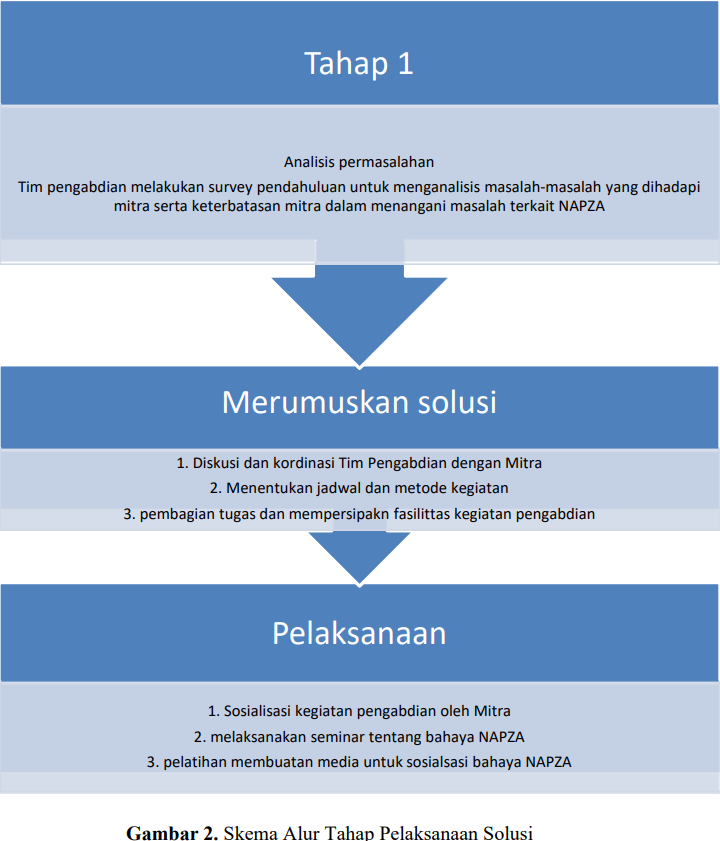 Tahap 1
Analisis permasalahan
Tim pengabdian melakukan survey pendahuluan untuk menganalisis masalah-masalah yang dihadapi
mitra serta keterbatasan mitra dalam menangani masalah terkait NAPZA
Merumuskan solusi
1. Diskusi dan kordinasi Tim Pengabdian dengan Mitra
2. Menentukan jadwal dan metode kegiatan
3. pembagian tugas dan mempersipakn fasilittas kegiatan pengabdian
Pelaksanaan
1. Sosialisasi kegiatan pengabdian oleh Mitra
2. melaksanakan seminar tentang bahaya NAPZA
3. pelatihan membuatan media untuk sosialsasi bahaya NAPZA
Gambar 2. Skema Alur Tahap Pelaksanaan Solusi